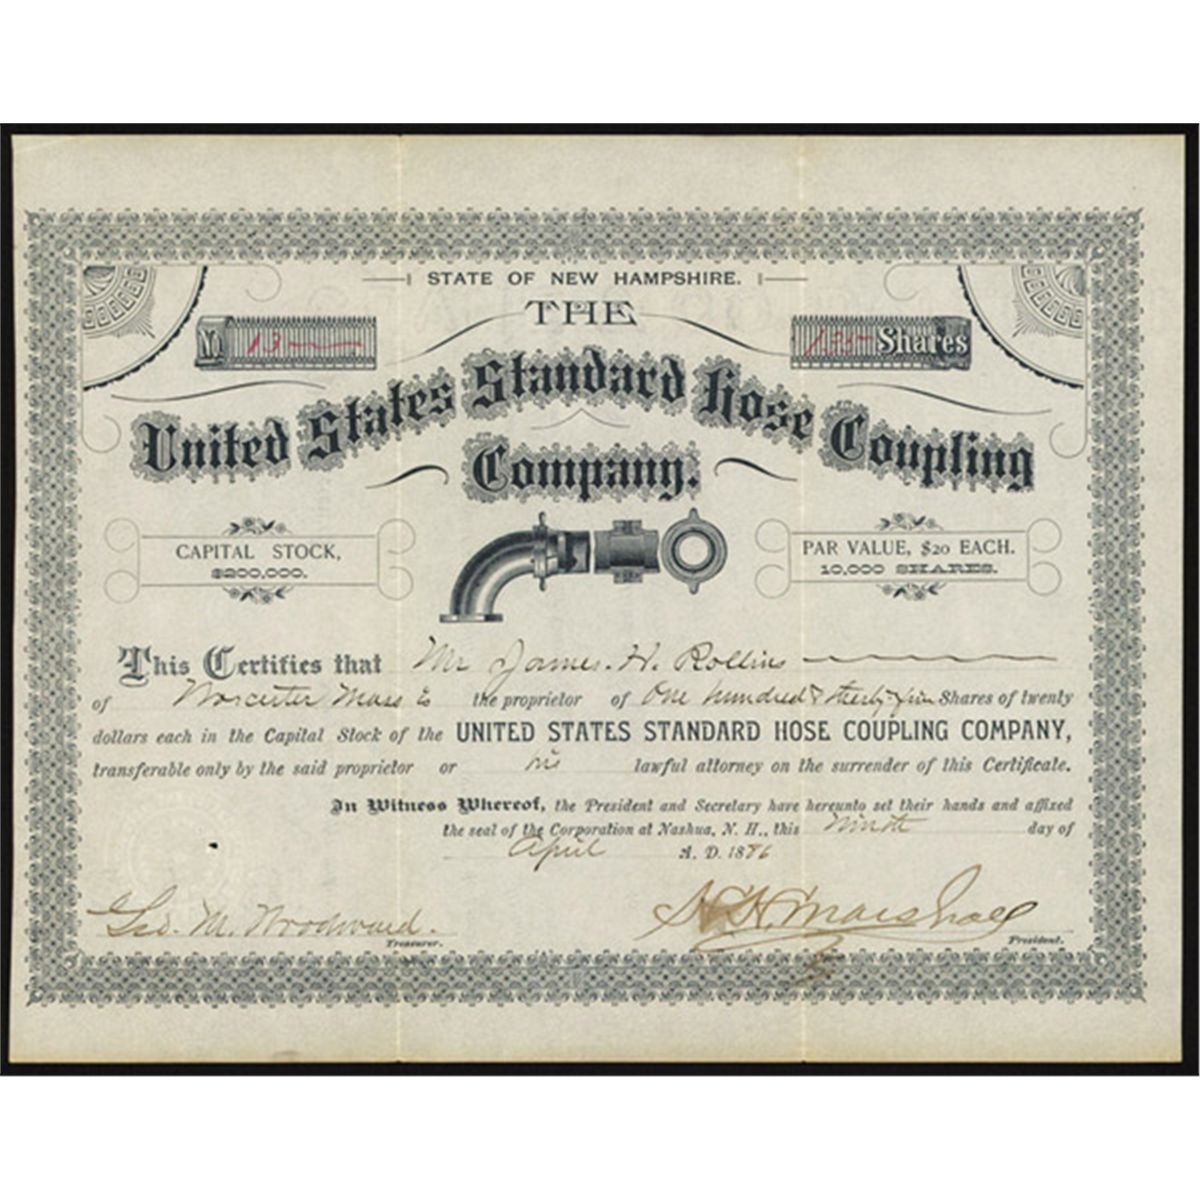 STATE OF NEW HAMPSHIRE.
THE
No. 13
135 Shares
United States Standard Hose Coupling
Company.
CAPITAL STOCK,
$200,000.
PAR VALUE, $20 EACH.
10,000 SHARES.
This Certifies that Mr James. H. Rollins
of Worcester Mass is the proprietor of One hundred & thirty-five Shares of twenty
dollars each in the Capital Stock of the UNITED STATES STANDARD HOSE COUPLING COMPANY,
transferable only by the said proprietor or his lawful attorney on the surrender of this Certificate.
In Witness Whereof, the President and Secretary have hereunto set their hands and affixed
the seal of the Corporation at Nashua, N. H., this Ninth day of
April A. D. 1886
Geo. M. Woodward.
Treasurer.
Marshall
President.